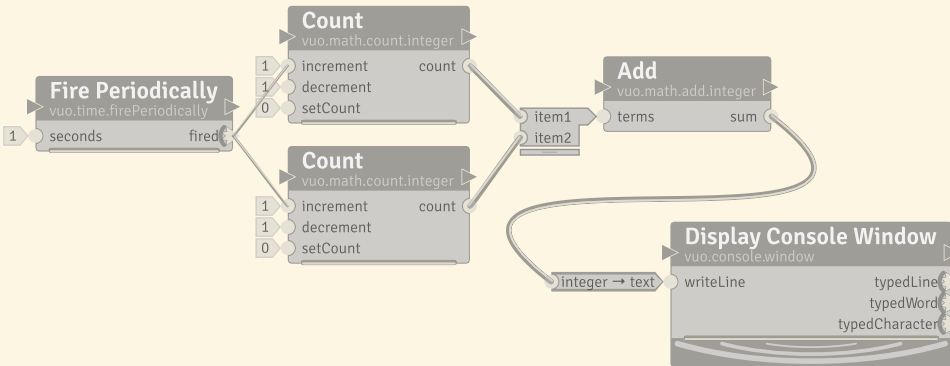 Fire Periodically
vuo.time.firePeriodically
1 seconds fired
Count
vuo.math.count.integer
1 increment count
1 decrement
0 setCount
Count
vuo.math.count.integer
1 increment count
1 decrement
0 setCount
item1
item2
Add
vuo.math.add.integer
terms sum
integer → text
Display Console Window
vuo.console.window
writeLine typedLine
typedWord
typedCharacter